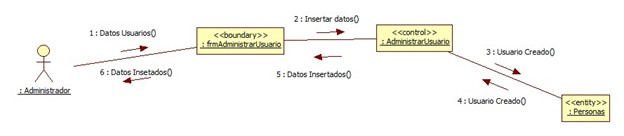 1 : Datos Usuarios()
<<boundary>>
: frmAdministrarUsuario
2 : Insertar datos()
<<control>>
: AdministrarUsuario
3 : Usuario Creado()
6 : Datos Insetados()
5 : Datos Insertados()
: Administrador
4 : Usuario Creado()
<<entity>>
: Personas